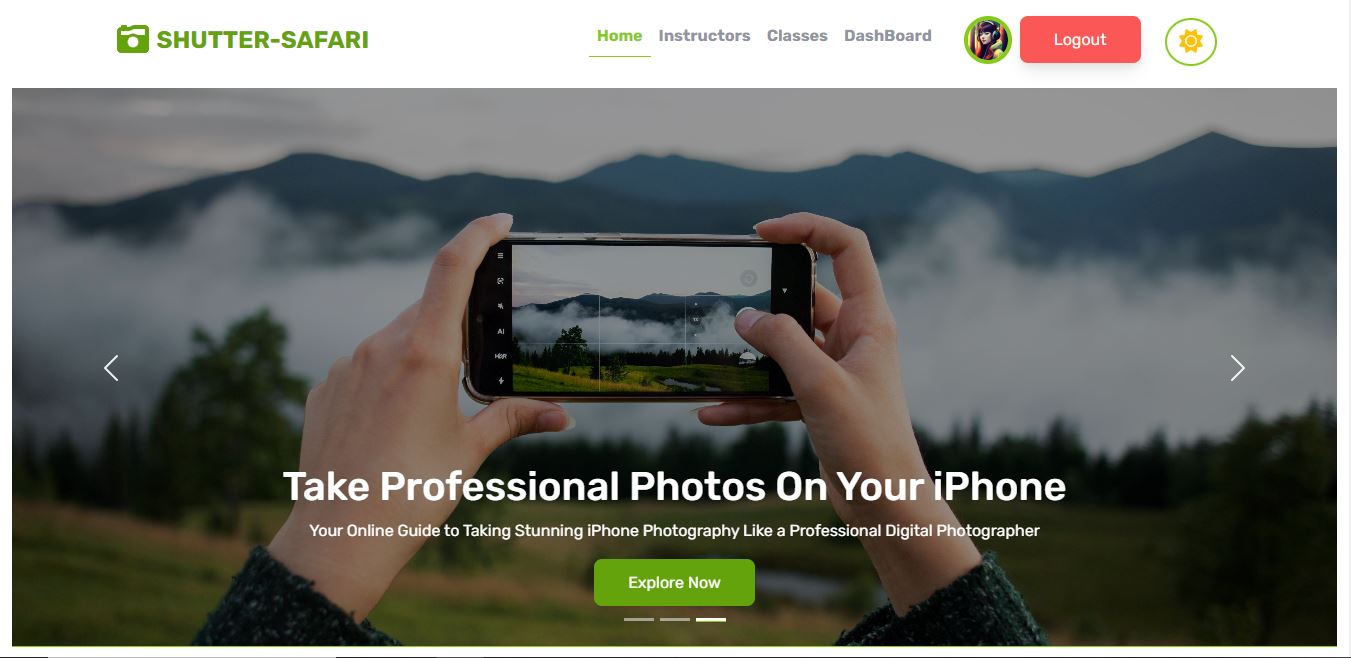 SHUTTER-SAFARI
Home Instructors Classes DashBoard Logout
AI
Take Professional Photos On Your iPhone
Your Online Guide to Taking Stunning iPhone Photography Like a Professional Digital Photographer
Explore Now